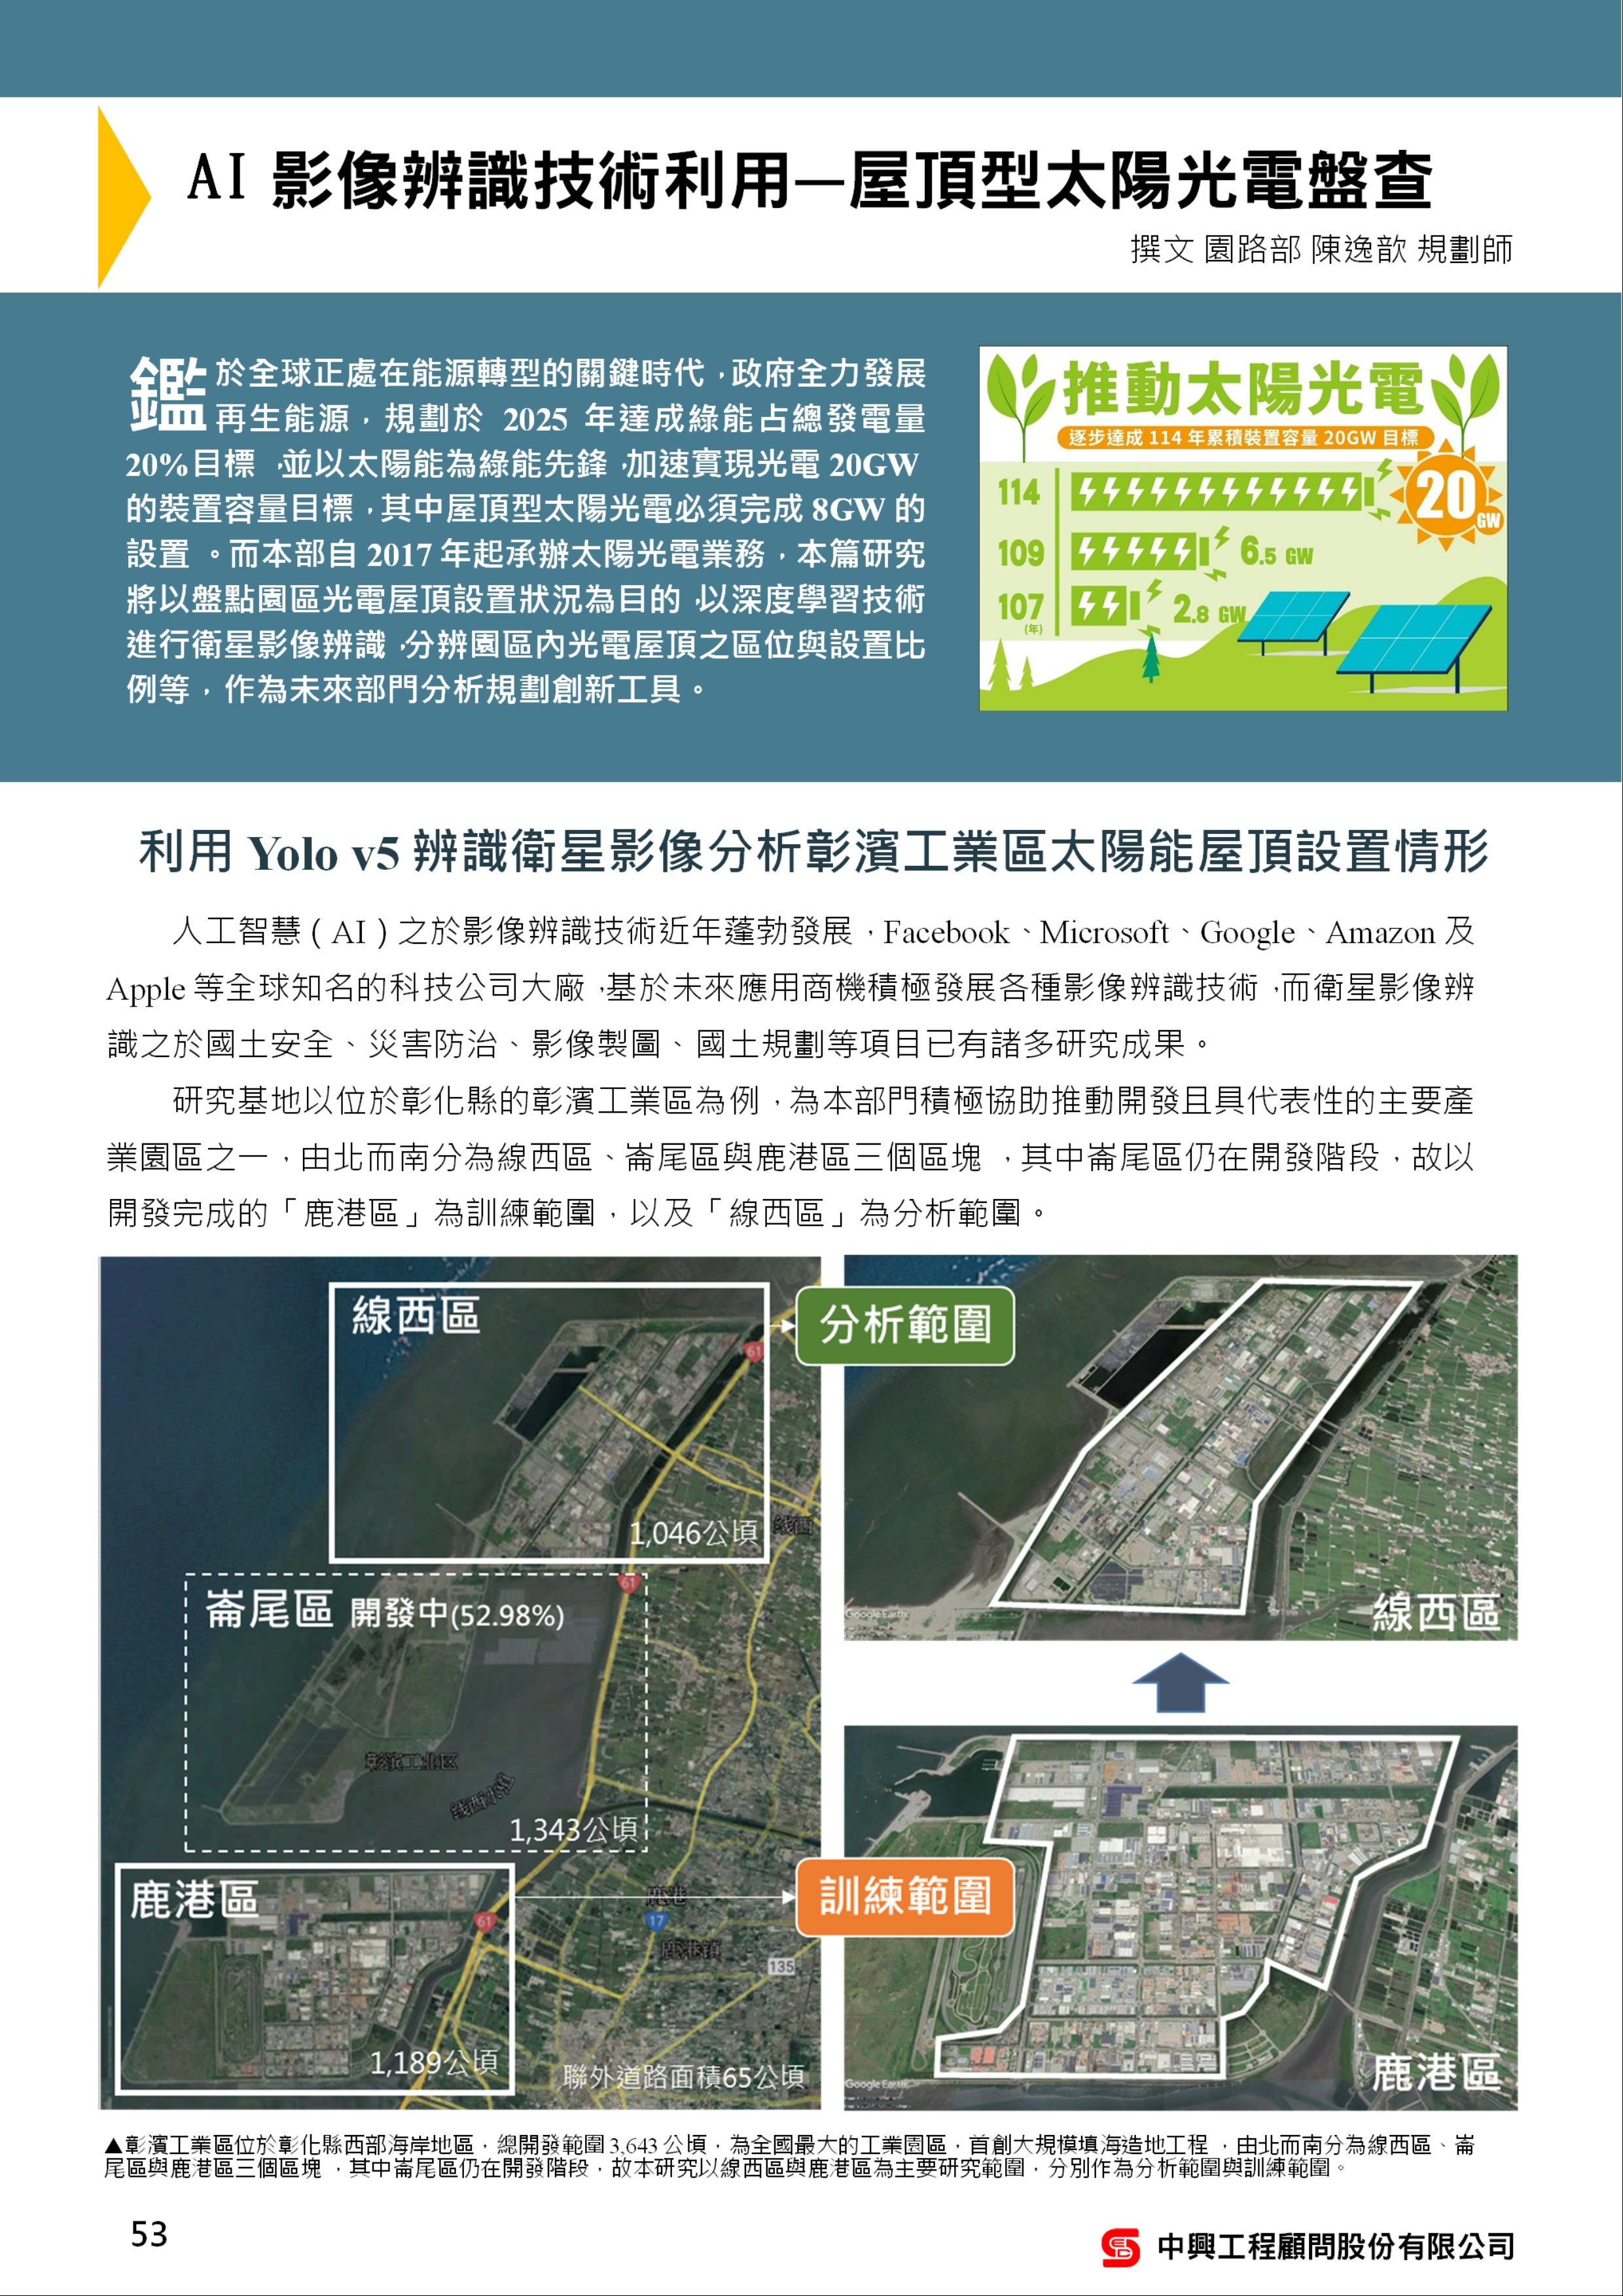 AI 影像辨識技術利用—屋頂型太陽光電盤查
撰文 園路部 陳逸歆 規劃師
鑑於全球正處在能源轉型的關鍵時代，政府全力發展
再生能源，規劃於 2025 年達成綠能占總發電量
20%目標，並以太陽能為綠能先鋒，加速實現光電 20GW
的裝置容量目標，其中屋頂型太陽光電必須完成 8GW 的
設置。而本部自 2017 年起承辦太陽光電業務，本篇研究
將以盤點園區光電屋頂設置狀況為目的，以深度學習技術
進行衛星影像辨識，分辨園區內光電屋頂之區位與設置比
例等，作為未來部門分析規劃創新工具。
推動太陽光電
逐步達成 114 年累積裝置容量 20GW 目標
114
20 GW
109
6.5 GW
107
(年)
2.8 GW
利用 Yolo v5 辨識衛星影像分析彰濱工業區太陽能屋頂設置情形
人工智慧（AI）之於影像辨識技術近年蓬勃發展，Facebook、Microsoft、Google、Amazon 及
Apple 等全球知名的科技公司大廠，基於未來應用商機積極發展各種影像辨識技術，而衛星影像辨
識之於國土安全、災害防治、影像製圖、國土規劃等項目已有諸多研究成果。
研究基地以位於彰化縣的彰濱工業區為例，為本部門積極協助推動開發且具代表性的主要產
業園區之一，由北而南分為線西區、崙尾區與鹿港區三個區塊，其中崙尾區仍在開發階段，故以
開發完成的「鹿港區」為訓練範圍，以及「線西區」為分析範圍。
線西區
61
1,046公頃
线西
分析範圍
Google Earth
線西區
61
崙尾區 開發中(52.98%)
彰滨工业区
线西水道
1,343公頃
鹿港區
61
1,189公頃
鹿港
17
鹿港镇
135
聯外道路面積65公頃
訓練範圍
Google Earth
鹿港區
▲彰濱工業區位於彰化縣西部海岸地區，總開發範圍 3,643 公頃，為全國最大的工業園區，首創大規模填海造地工程，由北而南分為線西區、崙
尾區與鹿港區三個區塊，其中崙尾區仍在開發階段，故本研究以線西區與鹿港區為主要研究範圍，分別作為分析範圍與訓練範圍。
53
中興工程顧問股份有限公司